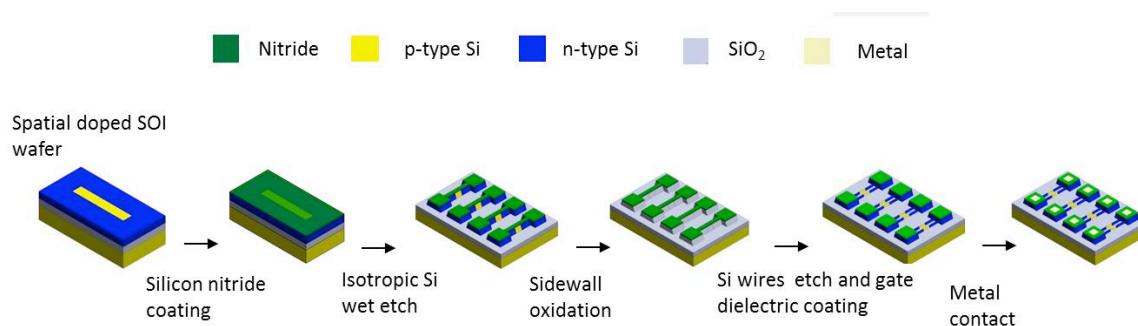 Nitride
p-type Si
n-type Si
SiO₂
Metal
Spatial doped SOI
wafer
Silicon nitride
coating
Isotropic Si
wet etch
Sidewall
oxidation
Si wires etch and gate
dielectric coating
Metal
contact